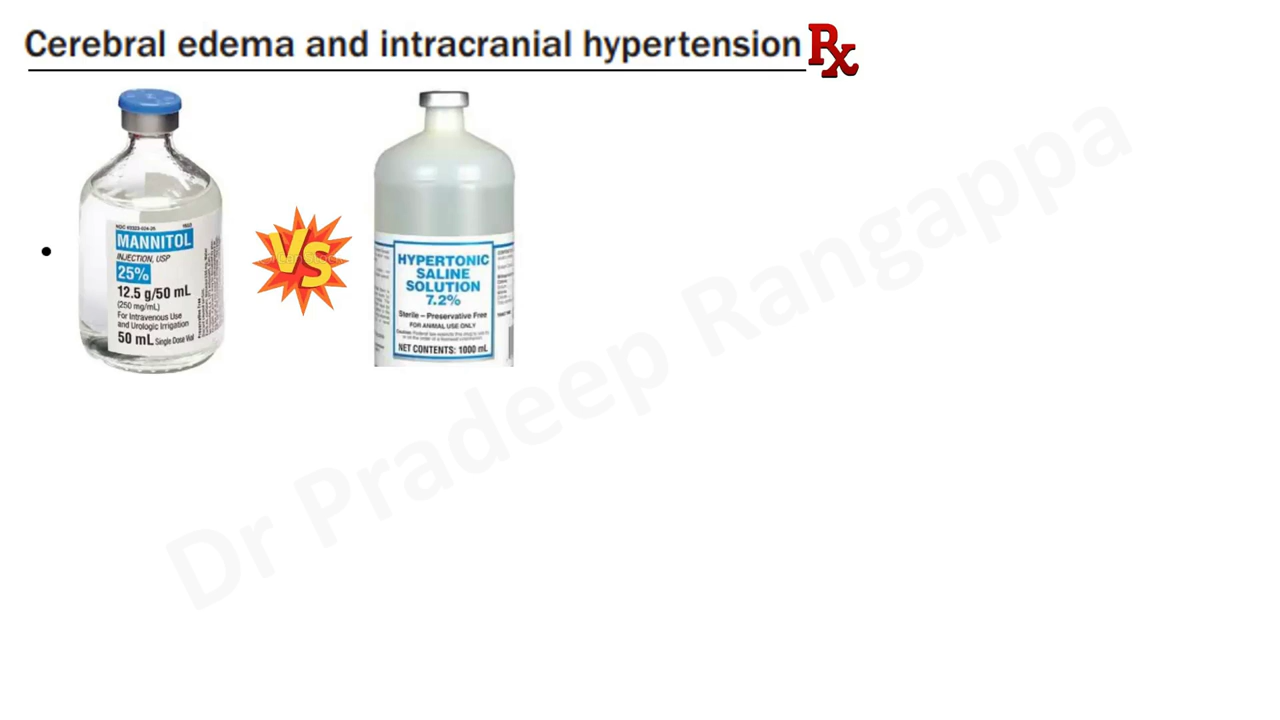 Cerebral edema and intracranial hypertension Rx
MANNITOL
INJECTION, USP
25%
12.5 g/50 mL
(250 mg/mL)
For Intravenous Use
and Urologic Irrigation
50 mL Single Dose Vial
VS
HYPERTONIC
SALINE
SOLUTION
7.2%
Sterile – Preservative Free
FOR ANIMAL USE ONLY
NET CONTENTS: 1000 mL
Dr Pradeep Rangappa